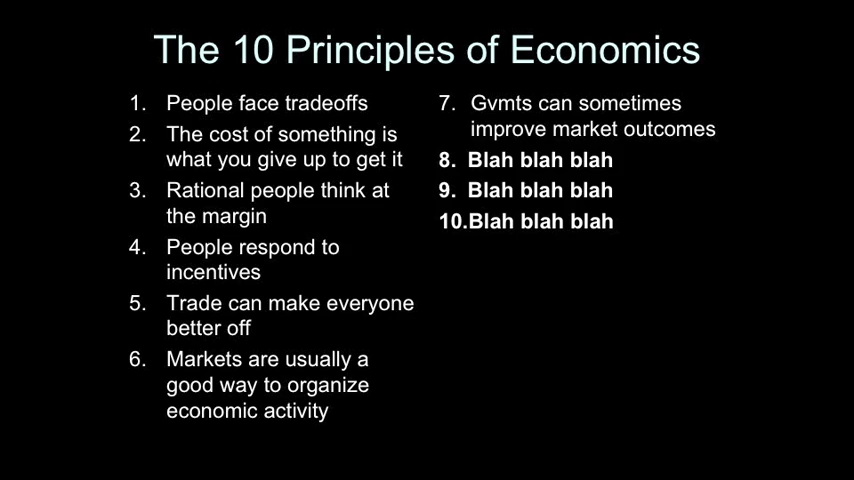 The 10 Principles of Economics
1. People face tradeoffs
2. The cost of something is
what you give up to get it
3. Rational people think at
the margin
4. People respond to
incentives
5. Trade can make everyone
better off
6. Markets are usually a
good way to organize
economic activity
7. Gvmts can sometimes
improve market outcomes
8. Blah blah blah
9. Blah blah blah
10.Blah blah blah